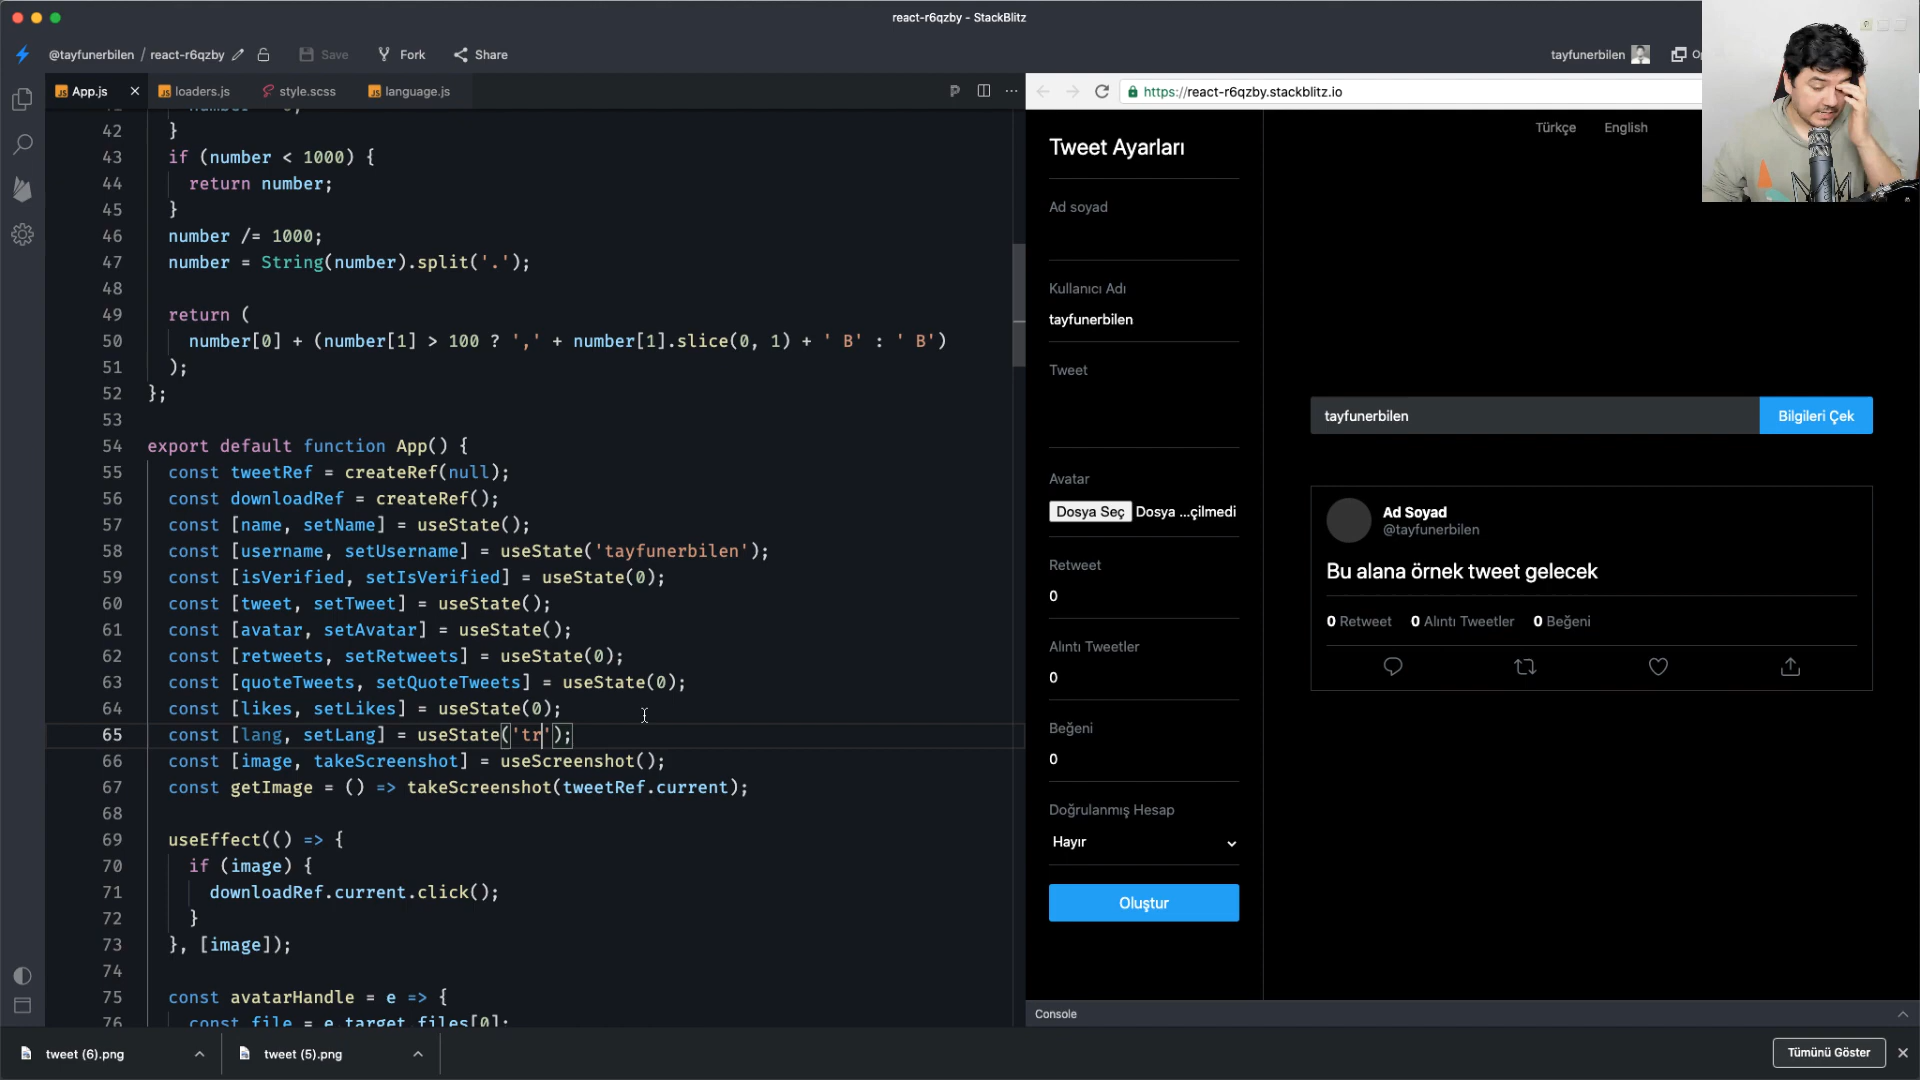 react-r6qzby - StackBlitz
@tayfunerbilen / react-r6qzby
Save
Fork
Share
tayfunerbilen
App.js
loaders.js
style.scss
language.js
https://react-r6qzby.stackblitz.io
42 }
43 if (number < 1000) {
44 return number;
45 }
46 number /= 1000;
47 number = String(number).split('.');
48
49 return (
50 number[0] + (number[1] > 100 ? ',' + number[1].slice(0, 1) + ' B' : ' B')
51 );
52 };
53
54 export default function App() {
55 const tweetRef = createRef(null);
56 const downloadRef = createRef();
57 const [name, setName] = useState();
58 const [username, setUsername] = useState('tayfunerbilen');
59 const [isVerified, setIsVerified] = useState(0);
60 const [tweet, setTweet] = useState();
61 const [avatar, setAvatar] = useState();
62 const [retweets, setRetweets] = useState(0);
63 const [quoteTweets, setQuoteTweets] = useState(0);
64 const [likes, setLikes] = useState(0);
65 const [lang, setLang] = useState('tr');
66 const [image, takeScreenshot] = useScreenshot();
67 const getImage = () => takeScreenshot(tweetRef.current);
68
69 useEffect(() => {
70 if (image) {
71 downloadRef.current.click();
72 }
73 }, [image]);
74
75 const avatarHandle = e => {
76 const file = e.target.files[0];
Tweet Ayarları
Ad soyad
Kullanıcı Adı
tayfunerbilen
Tweet
Avatar
Dosya Seç Dosya ...çilmedi
Retweet
0
Alıntı Tweetler
0
Beğeni
0
Doğrulanmış Hesap
Hayır
Oluştur
Türkçe English
tayfunerbilen
Bilgileri Çek
Ad Soyad
@tayfunerbilen
Bu alana örnek tweet gelecek
0 Retweet 0 Alıntı Tweetler 0 Beğeni
Console
tweet (6).png
tweet (5).png
Tümünü Göster